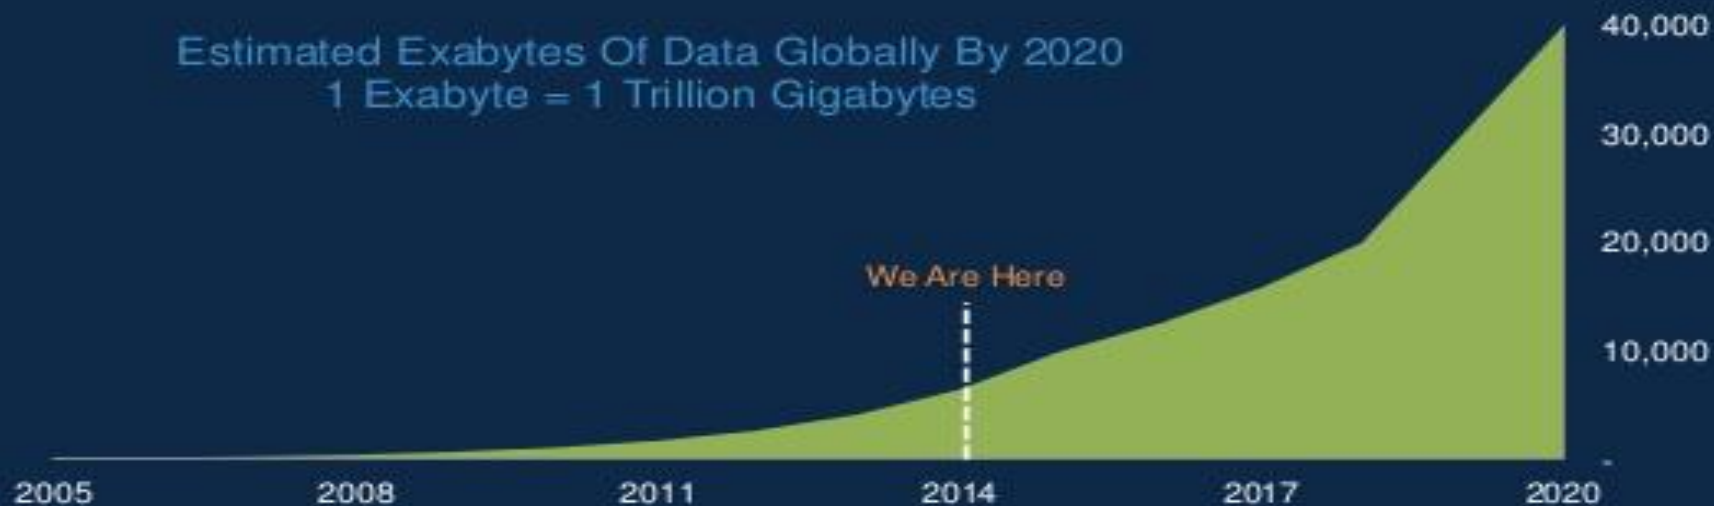 Estimated Exabytes Of Data Globally By 2020
1 Exabyte = 1 Trillion Gigabytes
40,000
30,000
20,000
We Are Here
10,000
-
2005 2008 2011 2014 2017 2020